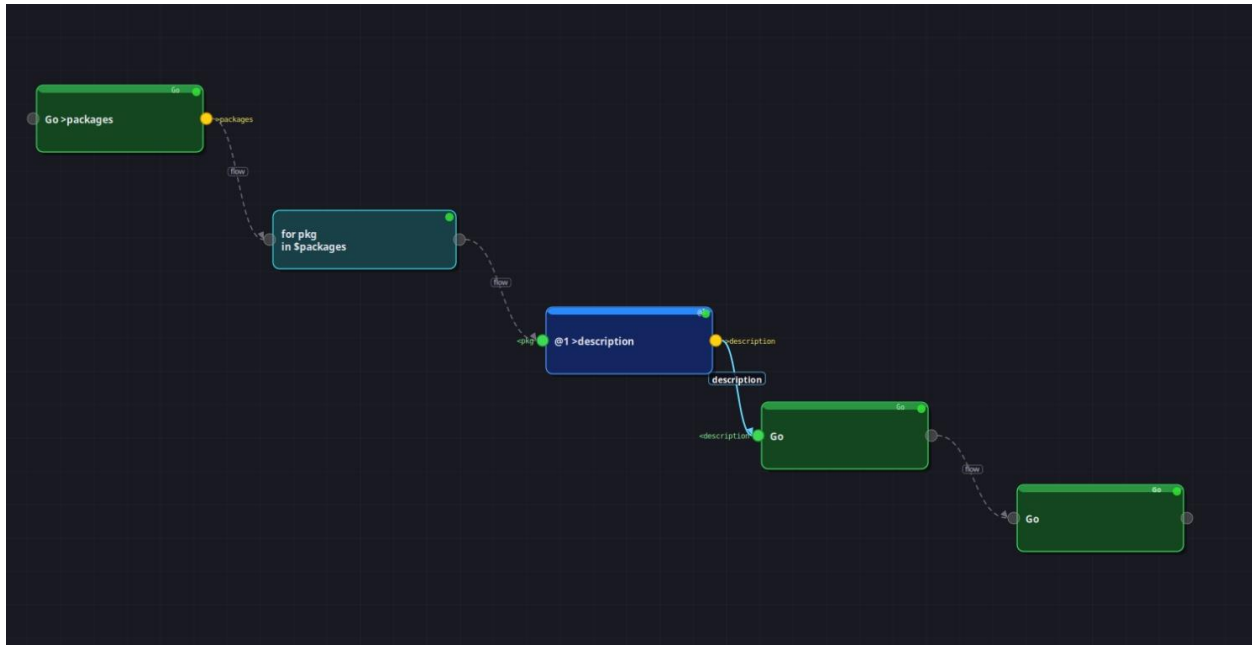 Go
Go >packages
>packages
flow
for pkg
in $packages
flow
<pkg
@1 >description
>description
description
Go
<description
Go
flow
Go
Go